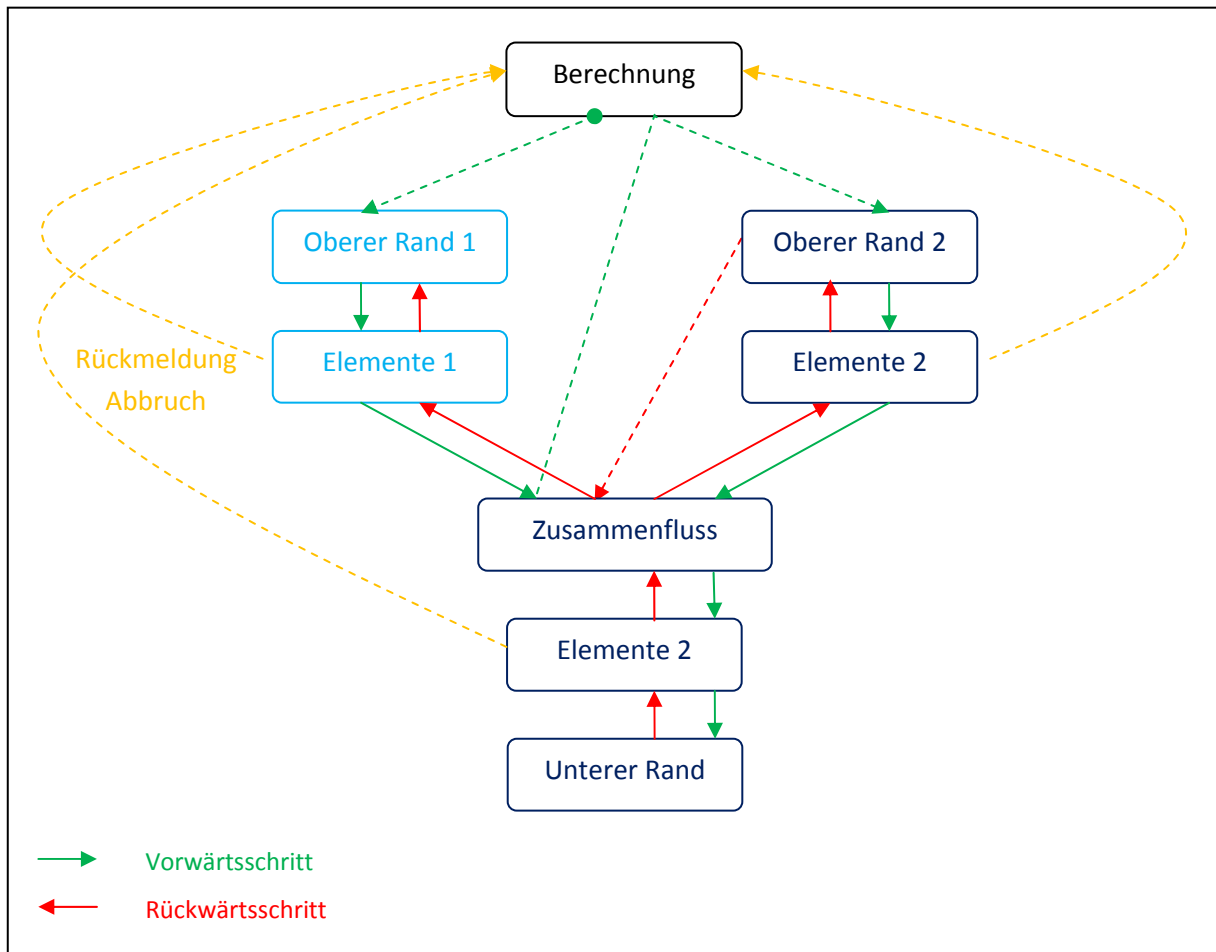 Berechnung
Oberer Rand 1
Oberer Rand 2
Rückmeldung
Abbruch
Elemente 1
Elemente 2
Zusammenfluss
Elemente 2
Unterer Rand
Vorwärtsschritt
Rückwärtsschritt